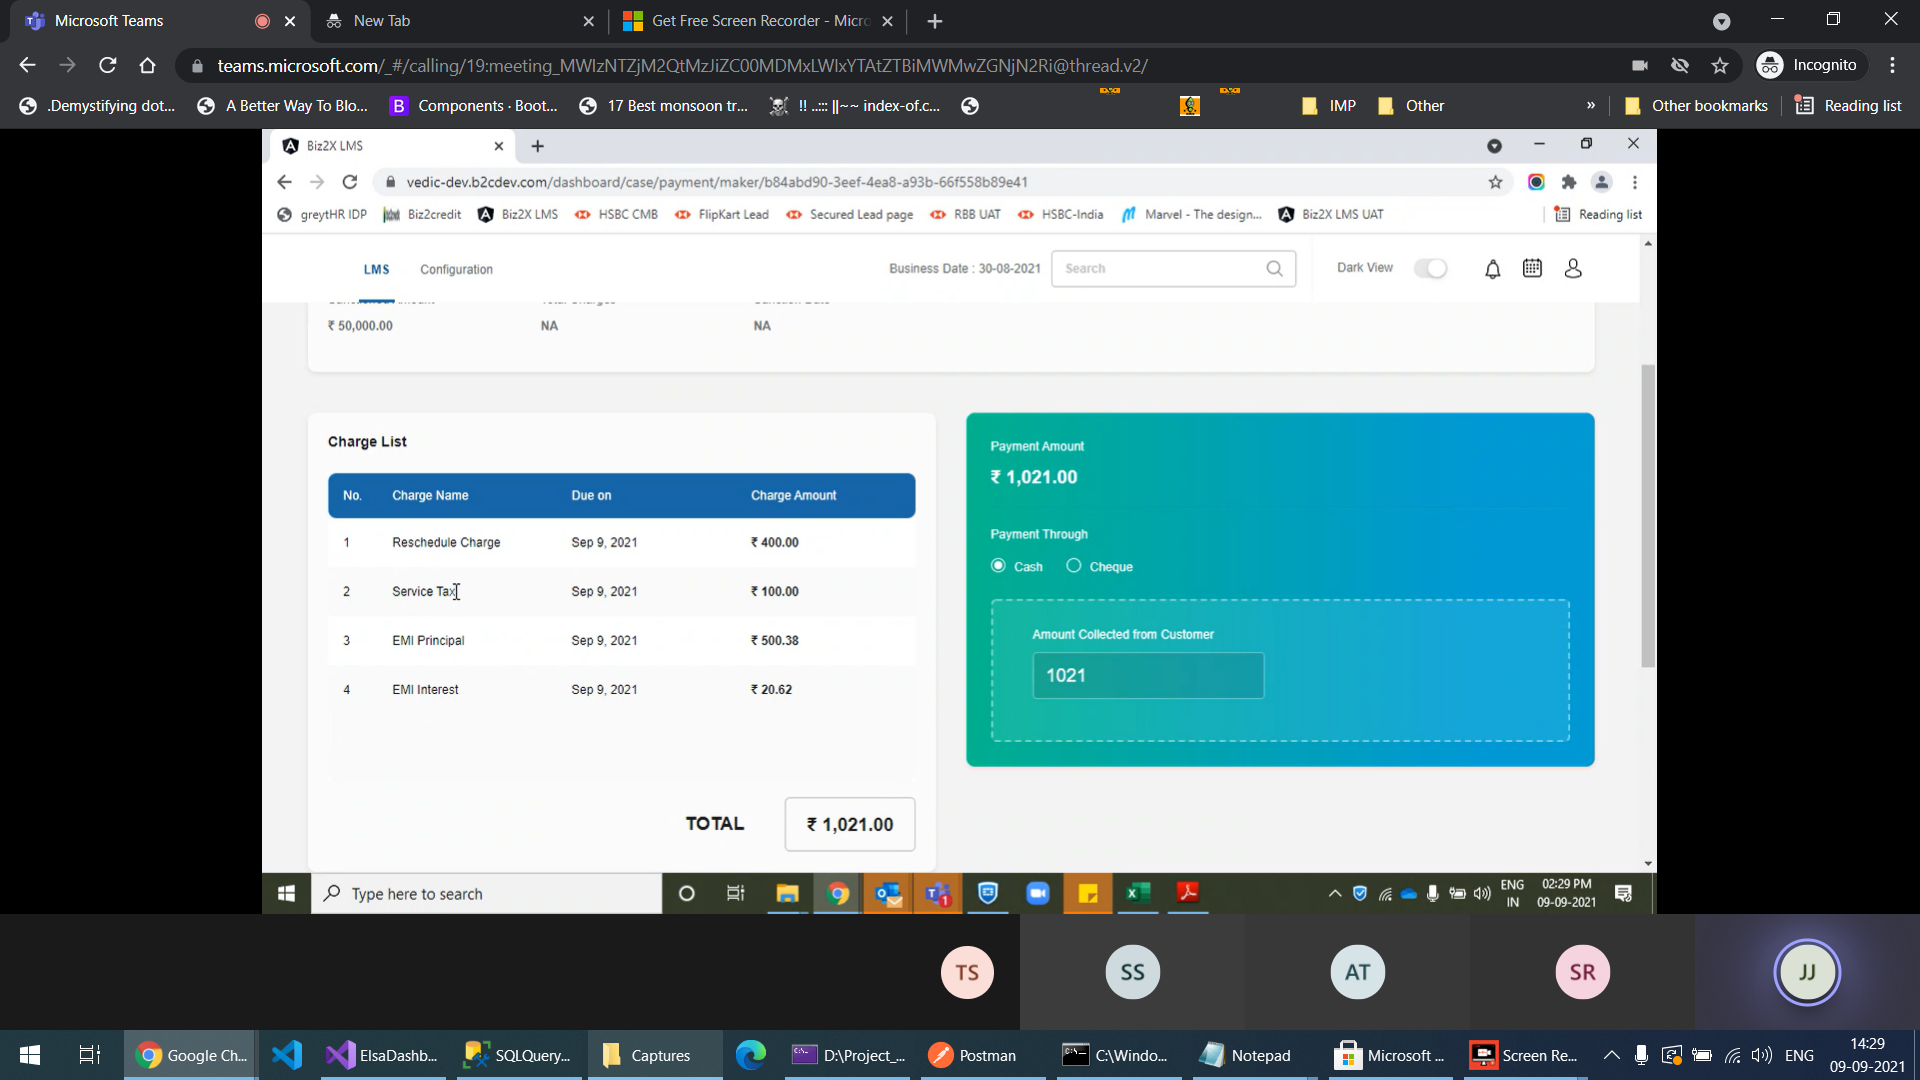 Microsoft Teams
New Tab
Get Free Screen Recorder - Micro
teams.microsoft.com/_#/calling/19:meeting_MWIzNTZjM2QtMzJiZC00MDMxLWIxYTAtZTBiMWMwZGNjN2Ri@thread.v2/
Incognito
.Demystifying dot...
A Better Way To Blo...
B
Components · Boot...
17 Best monsoon tr...
!! ..::: ||~~ index-of.c...
IMP
Other
»
Other bookmarks
Reading list
Biz2X LMS
vedic-dev.b2cdev.com/dashboard/case/payment/maker/b84abd90-3eef-4ea8-a93b-66f558b89e41
greytHR IDP
Biz2credit
Biz2X LMS
HSBC CMB
FlipKart Lead
Secured Lead page
RBB UAT
HSBC-India
Marvel - The design...
Biz2X LMS UAT
Reading list
LMS
Configuration
Business Date : 30-08-2021
Search
Dark View
₹ 50,000.00
NA
NA
Charge List
No. Charge Name Due on Charge Amount
1 Reschedule Charge Sep 9, 2021 ₹ 400.00
2 Service Tax Sep 9, 2021 ₹ 100.00
3 EMI Principal Sep 9, 2021 ₹ 500.38
4 EMI Interest Sep 9, 2021 ₹ 20.62
TOTAL ₹ 1,021.00
Payment Amount
₹ 1,021.00
Payment Through
Cash Cheque
Amount Collected from Customer
1021
Type here to search
1
ENG
IN
02:29 PM
09-09-2021
TS
SS
AT
SR
JJ
Google Ch...
ElsaDashb...
SQLQuery...
Captures
D:\Project_...
Postman
C:\Windo...
Notepad
Microsoft ...
Screen Re...
ENG
14:29
09-09-2021